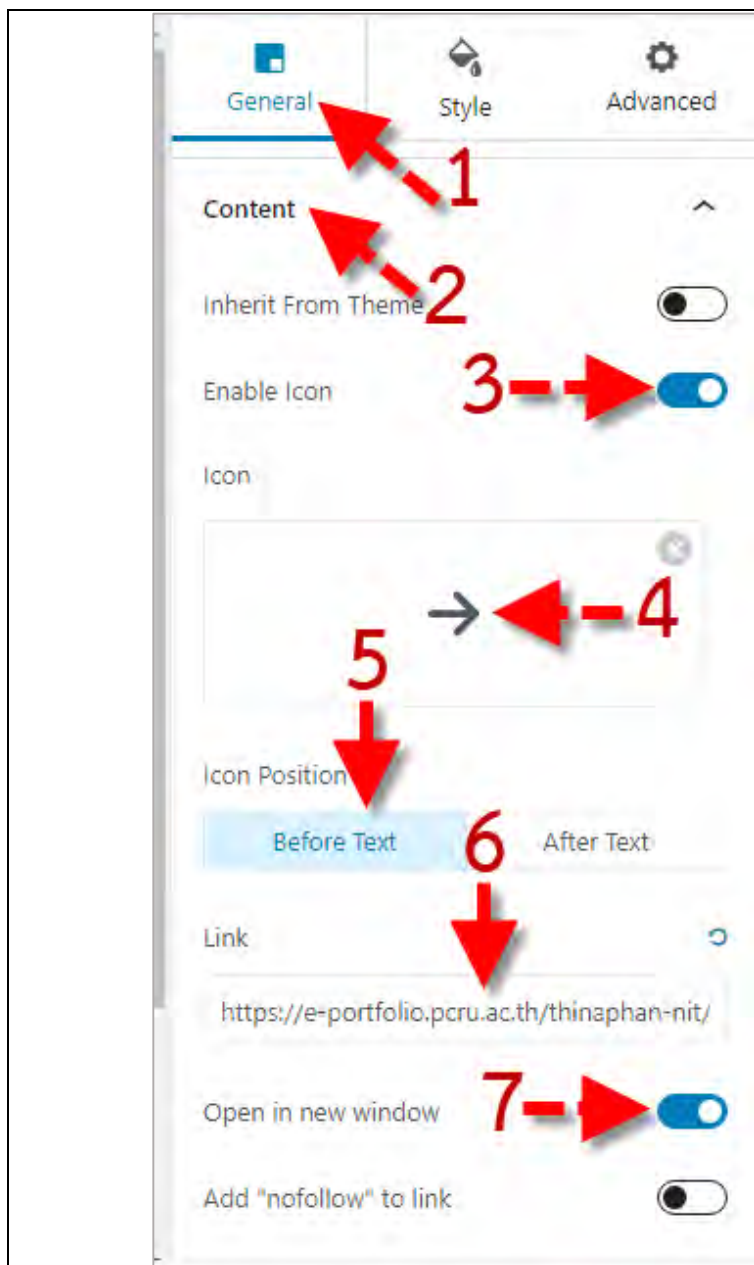 General Style Advanced
1
Content
2
Inherit From Theme
3
Enable Icon
Icon
4
5
Icon Position
Before Text After Text
6
Link
https://e-portfolio.pcru.ac.th/thinaphan-nit/
7
Open in new window
Add "nofollow" to link